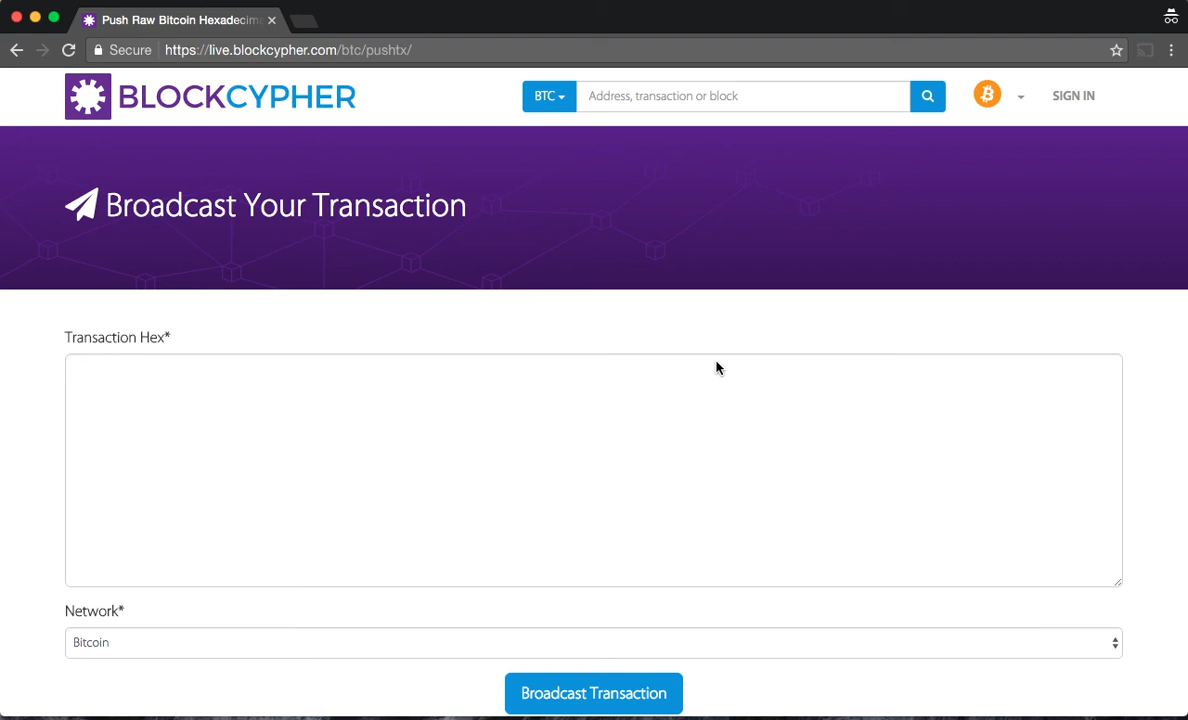 Push Raw Bitcoin Hexadecim
Secure https://live.blockcypher.com/btc/pushtx/
BLOCKCYPHER BTC Address, transaction or block SIGN IN
Broadcast Your Transaction
Transaction Hex*
Network*
Bitcoin
Broadcast Transaction